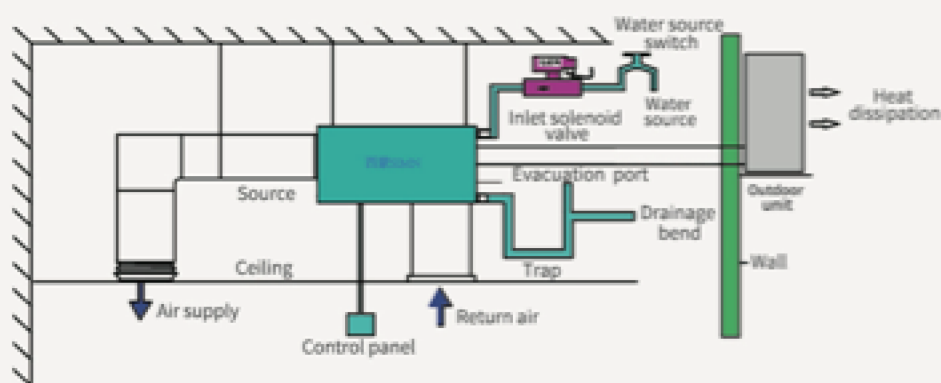 Water source
switch
Inlet solenoid
valve
Water
source
Heat
dissipation
Evacuation port
Source
Outdoor
unit
Drainage
bend
Ceiling
Trap
Wall
Air supply
Return air
Control panel